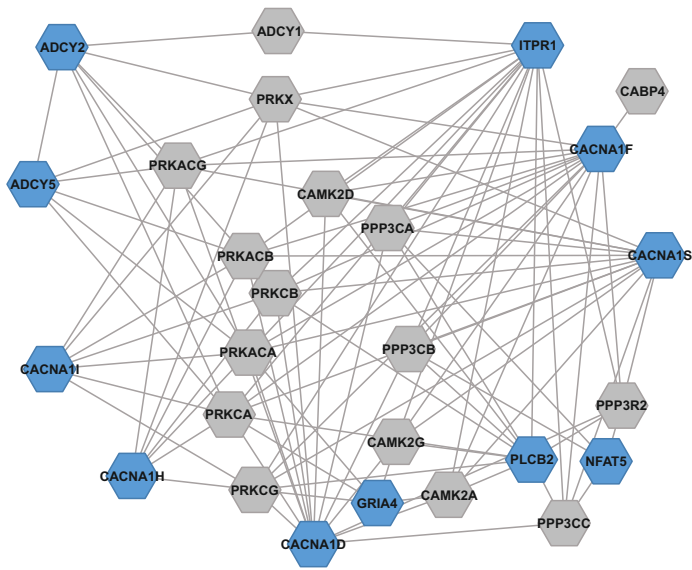 ADCY1
ADCY2
ITPR1
CABP4
PRKX
CACNA1F
PRKACG
ADCY5
CAMK2D
PPP3CA
PRKACB
CACNA1S
PRKCB
PPP3CB
PRKACA
CACNA1I
PPP3R2
PRKCA
CAMK2G
PLCB2
NFAT5
CACNA1H
PRKCG
CAMK2A
GRIA4
PPP3CC
CACNA1D